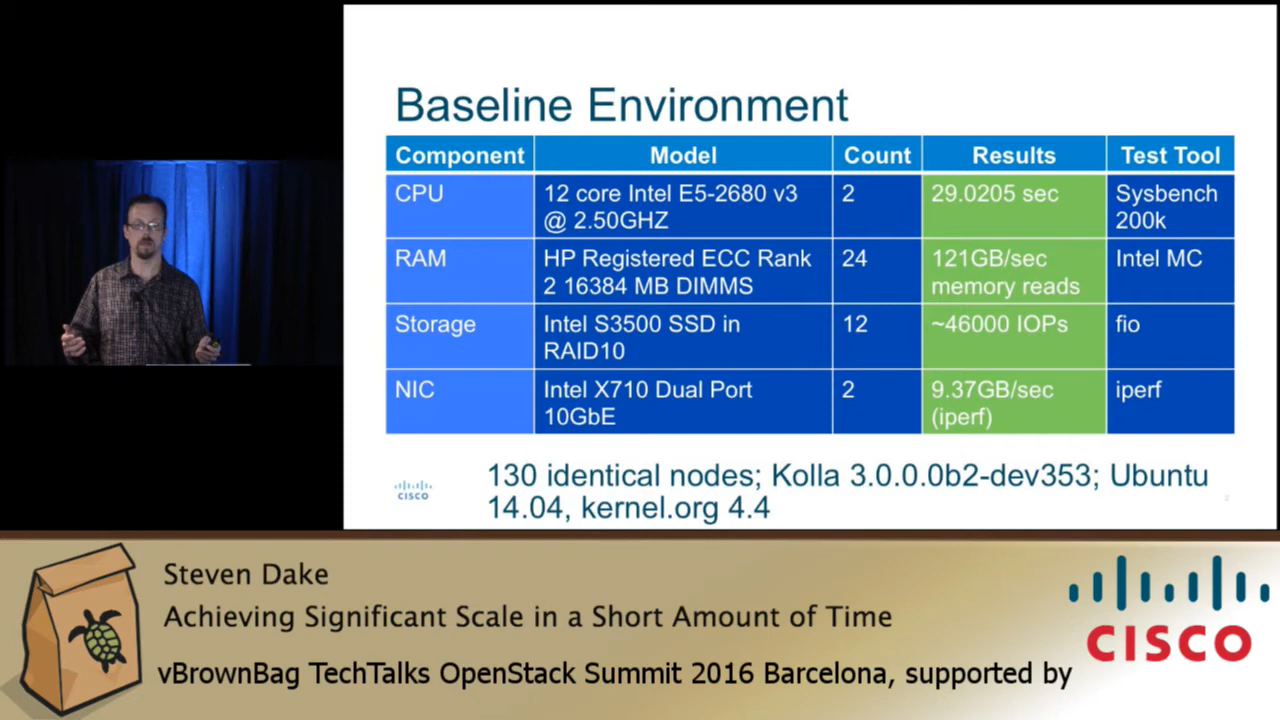 Baseline Environment
Component Model Count Results Test Tool
CPU
12 core Intel E5-2680 v3
@ 2.50GHZ
2
29.0205 sec
Sysbench
200k
RAM
HP Registered ECC Rank
2 16384 MB DIMMS
24
121GB/sec
memory reads
Intel MC
Storage
Intel S3500 SSD in
RAID10
12
~46000 IOPs
fio
NIC
Intel X710 Dual Port
10GbE
2
9.37GB/sec
(iperf)
iperf
CISCO
130 identical nodes; Kolla 3.0.0.0b2-dev353; Ubuntu
14.04, kernel.org 4.4
2
Steven Dake
Achieving Significant Scale in a Short Amount of Time
vBrownBag TechTalks OpenStack Summit 2016 Barcelona, supported by
CISCO